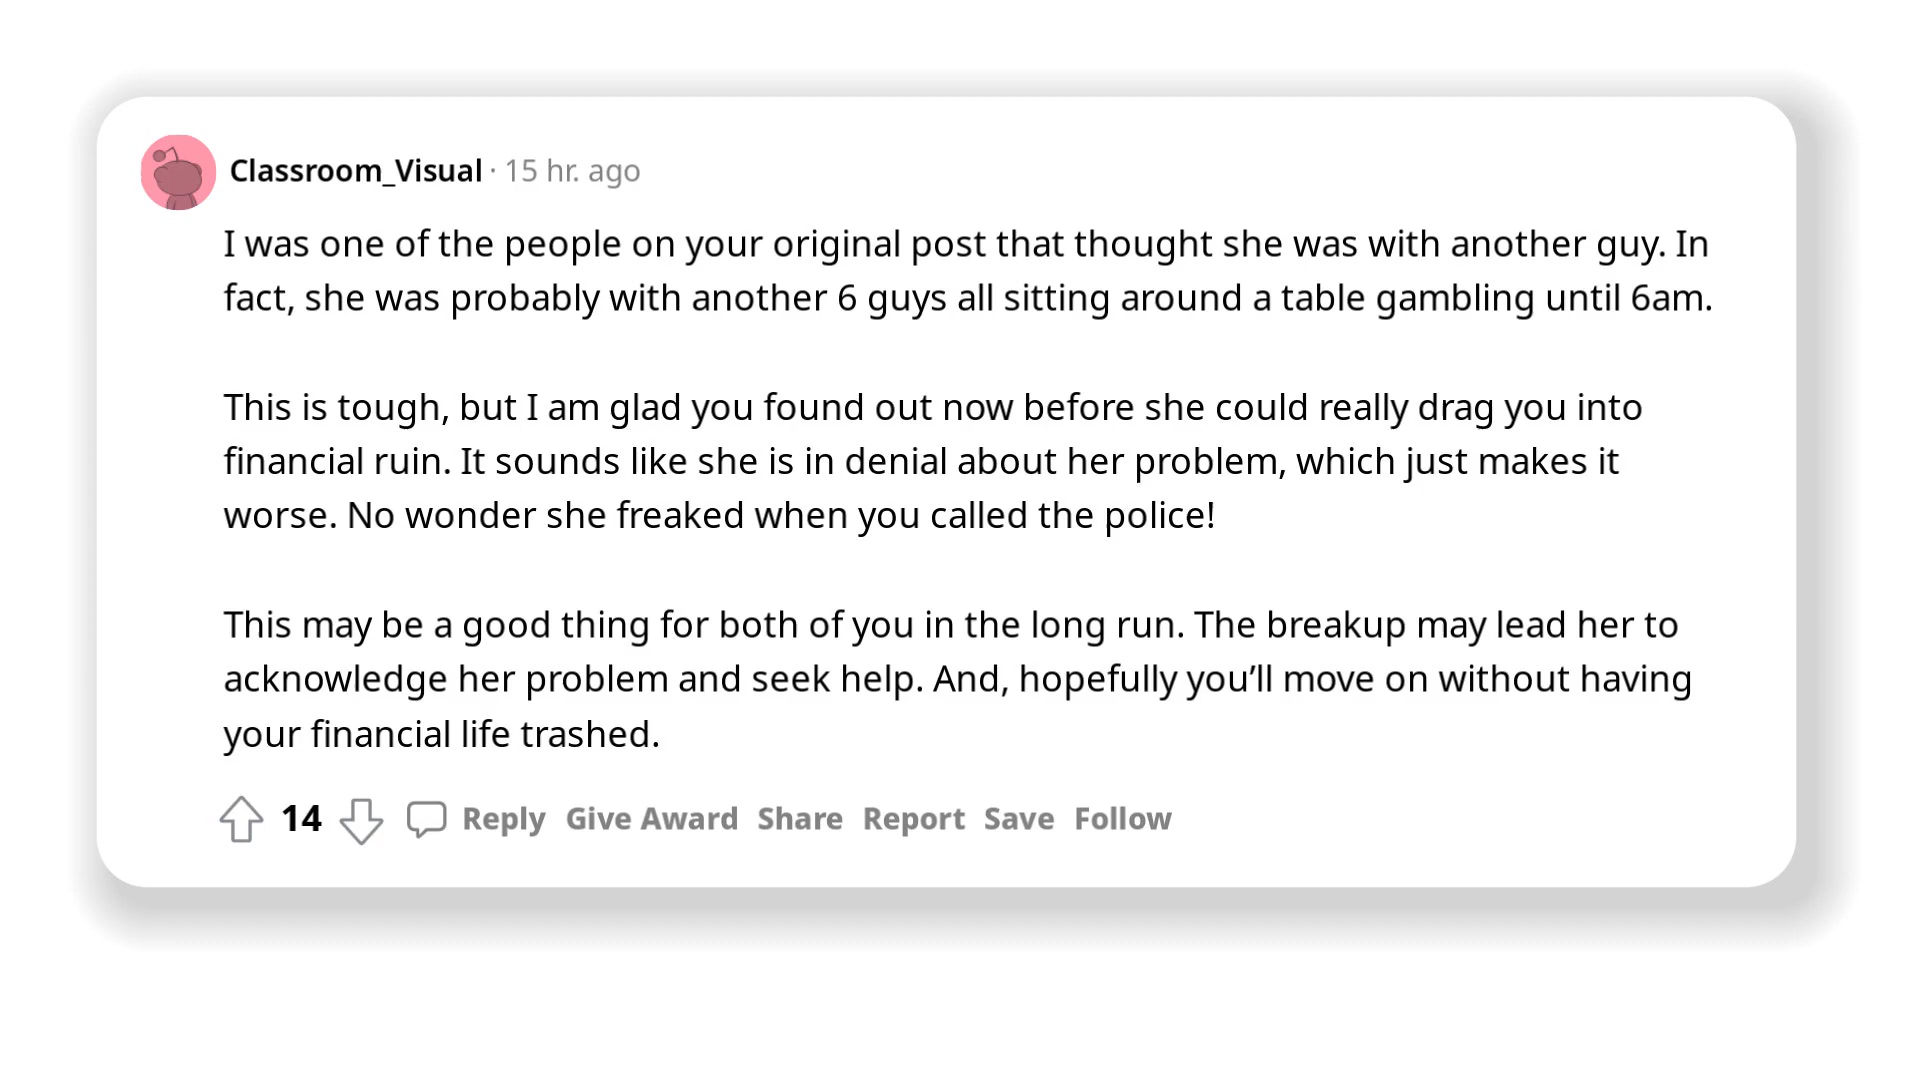 Classroom_Visual · 15 hr. ago
I was one of the people on your original post that thought she was with another guy. In
fact, she was probably with another 6 guys all sitting around a table gambling until 6am.
This is tough, but I am glad you found out now before she could really drag you into
financial ruin. It sounds like she is in denial about her problem, which just makes it
worse. No wonder she freaked when you called the police!
This may be a good thing for both of you in the long run. The breakup may lead her to
acknowledge her problem and seek help. And, hopefully you’ll move on without having
your financial life trashed.
14 Reply Give Award Share Report Save Follow